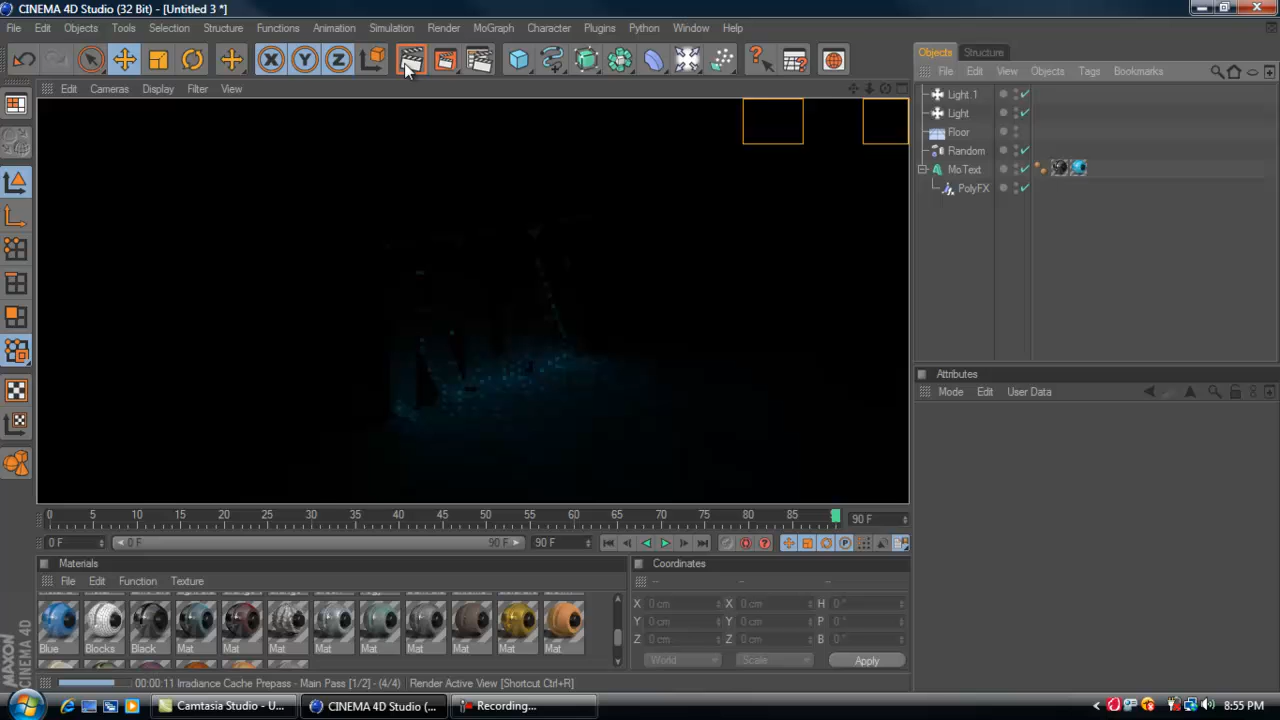 CINEMA 4D Studio (32 Bit) - [Untitled 3 *]
File Edit Objects Tools Selection Structure Functions Animation Simulation Render MoGraph Character Plugins Python Window Help
Edit Cameras Display Filter View
Objects Structure
File Edit View Objects Tags Bookmarks
Light.1
Light
Floor
Random
MoText
PolyFX
Attributes
Mode Edit User Data
0 5 10 15 20 25 30 35 40 45 50 55 60 65 70 75 80 85 90 F
0 F 0 F 90 F 90 F
Materials
File Edit Function Texture
Blue Blocks Black Mat Mat Mat Mat Mat Mat Mat Mat Mat
Coordinates
-- -- --
X 0 cm X 0 cm H 0 °
Y 0 cm Y 0 cm P 0 °
Z 0 cm Z 0 cm B 0 °
World Scale Apply
MAXON CINEMA 4D
00:00:11 Irradiance Cache Prepass - Main Pass [1/2] - (4/4) Render Active View [Shortcut Ctrl+R]
Camtasia Studio - U... CINEMA 4D Studio (... Recording... 8:55 PM